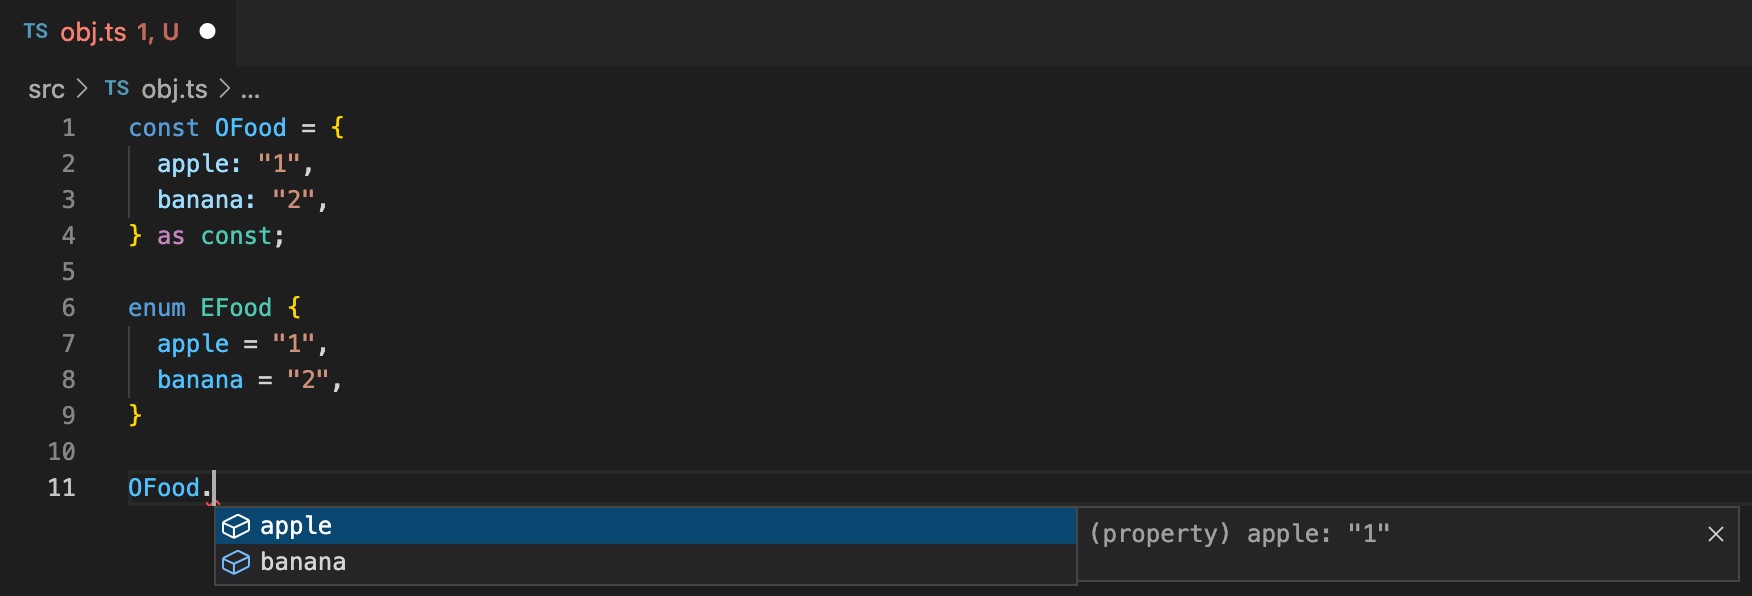 TS obj.ts 1, U
src > TS obj.ts > ...
1 const OFood = {
2   apple: "1",
3   banana: "2",
4 } as const;
5
6 enum EFood {
7   apple = "1",
8   banana = "2",
9 }
10
11 OFood.
apple (property) apple: "1"
banana